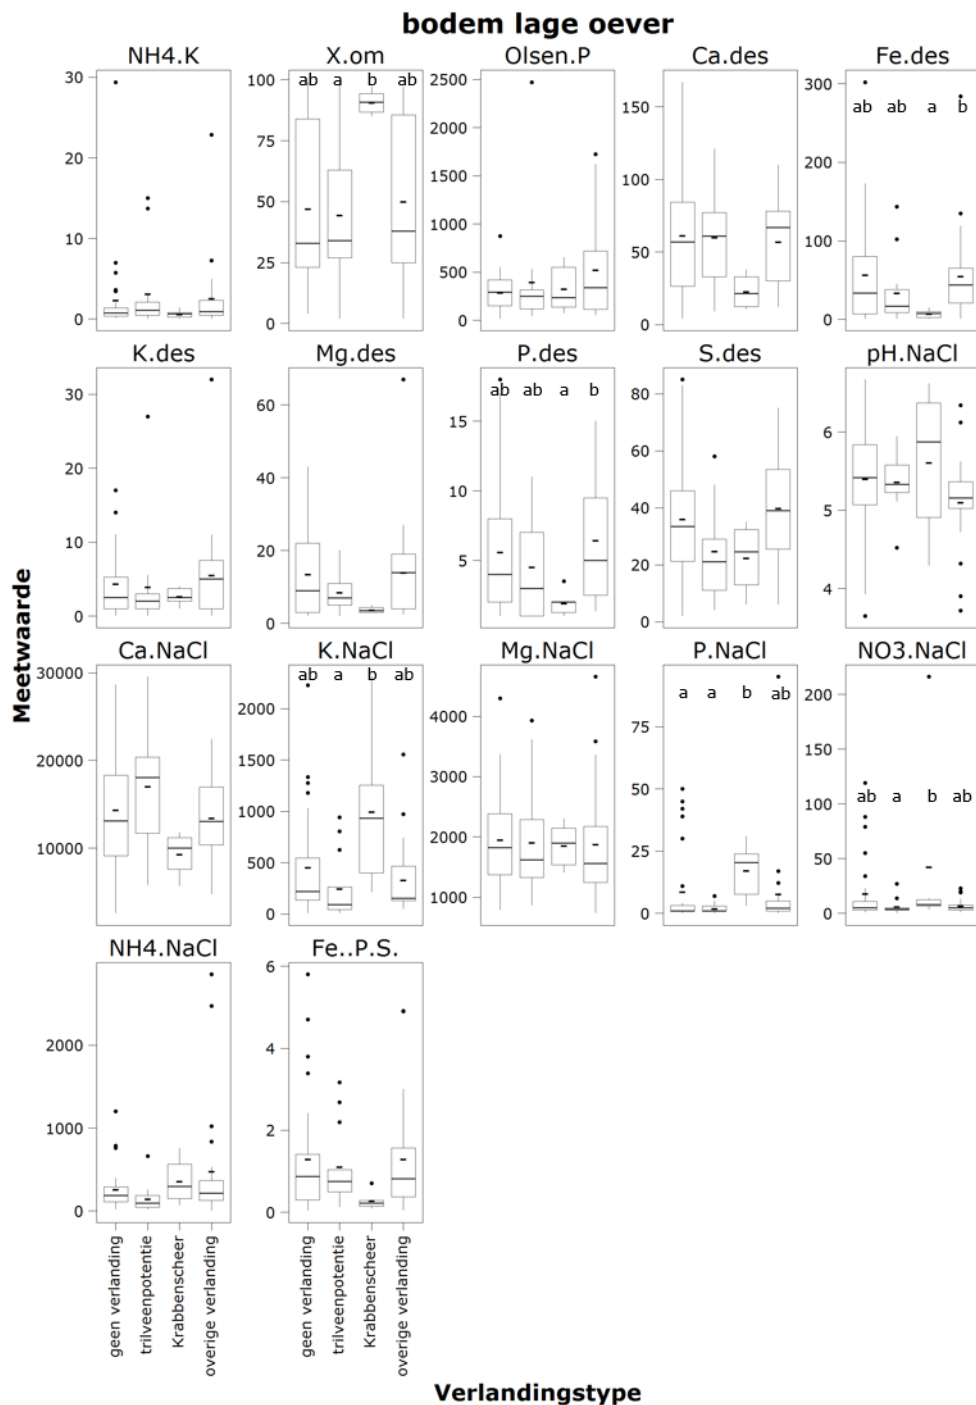 bodem lage oever
NH4.K X.om Olsen.P Ca.des Fe.des
30 20 10 0
100 75 50 25 0
ab a b ab
2500 2000 1500 1000 500 0
150 100 50 0
300 200 100 0
ab ab a b
K.des Mg.des P.des S.des pH.NaCl
30 20 10 0
60 40 20 0
15 10 5
ab ab a b
80 60 40 20 0
6 5 4
Ca.NaCl K.NaCl Mg.NaCl P.NaCl NO3.NaCl
30000 20000 10000
2000 1500 1000 500 0
ab a b ab
4000 3000 2000 1000
75 50 25 0
a a b ab
200 150 100 50 0
ab a b ab
NH4.NaCl Fe..P.S.
2000 1000 0
6 4 2 0
Meetwaarde
geen verlanding
trilveenpotentie
Krabbenscheer
overige verlanding
geen verlanding
trilveenpotentie
Krabbenscheer
overige verlanding
Verlandingstype